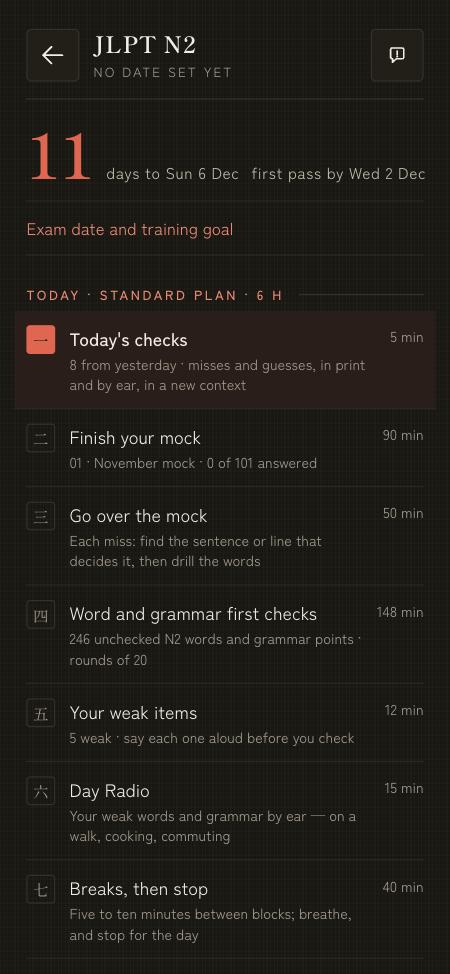 JLPT N2
NO DATE SET YET
11 days to Sun 6 Dec first pass by Wed 2 Dec
Exam date and training goal
TODAY · STANDARD PLAN · 6 H
一 Today's checks 5 min
8 from yesterday · misses and guesses, in print
and by ear, in a new context
二 Finish your mock 90 min
01 · November mock · 0 of 101 answered
三 Go over the mock 50 min
Each miss: find the sentence or line that
decides it, then drill the words
四 Word and grammar first checks 148 min
246 unchecked N2 words and grammar points ·
rounds of 20
五 Your weak items 12 min
5 weak · say each one aloud before you check
六 Day Radio 15 min
Your weak words and grammar by ear — on a
walk, cooking, commuting
七 Breaks, then stop 40 min
Five to ten minutes between blocks; breathe,
and stop for the day